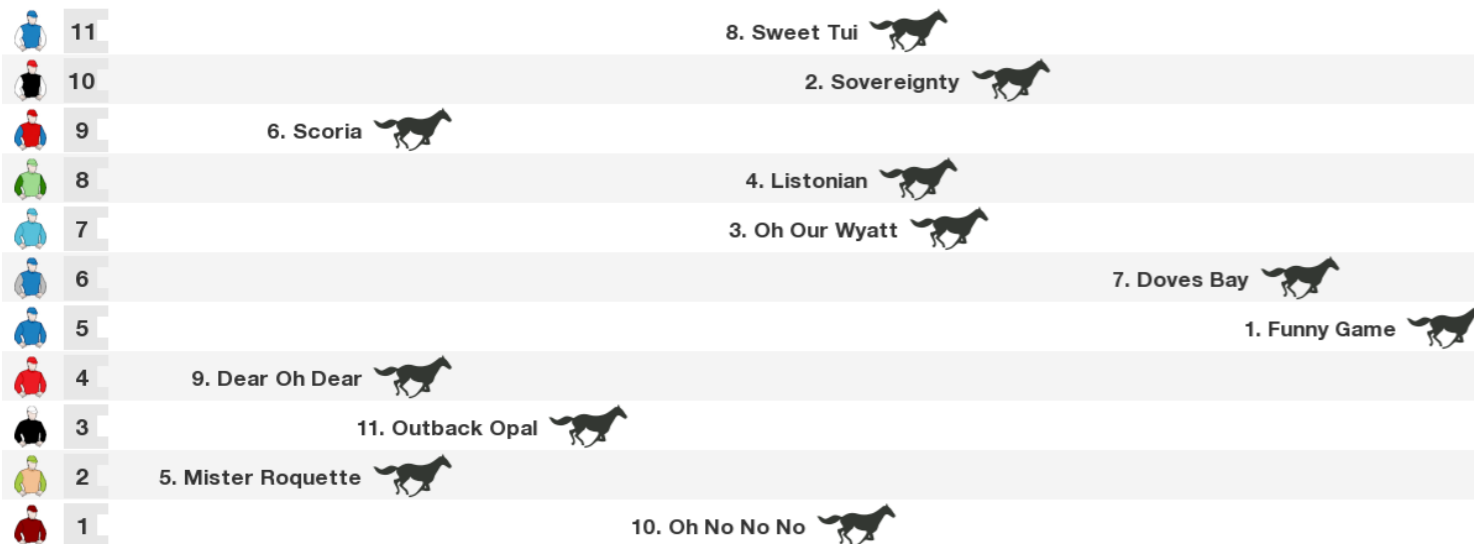 11 8. Sweet Tui
10 2. Sovereignty
9 6. Scoria
8 4. Listonian
7 3. Oh Our Wyatt
6 7. Doves Bay
5 1. Funny Game
4 9. Dear Oh Dear
3 11. Outback Opal
2 5. Mister Roquette
1 10. Oh No No No